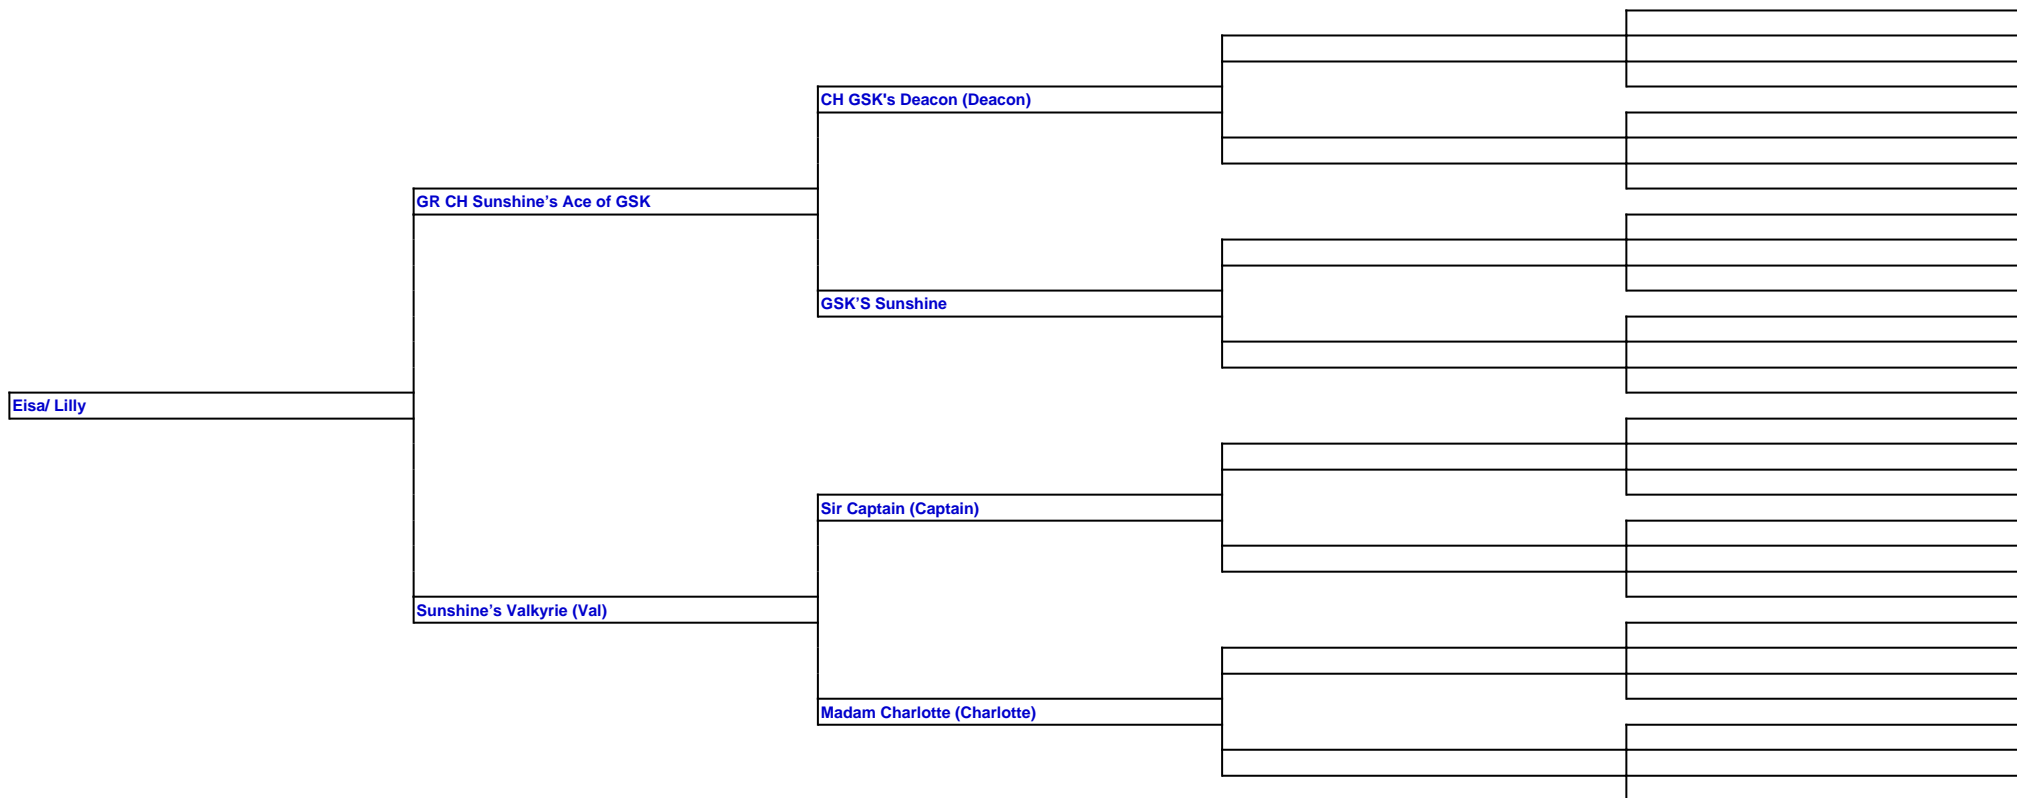 CH GSK's Deacon (Deacon)
GR CH Sunshine’s Ace of GSK
GSK’S Sunshine
Eisa/ Lilly
Sir Captain (Captain)
Sunshine’s Valkyrie (Val)
Madam Charlotte (Charlotte)